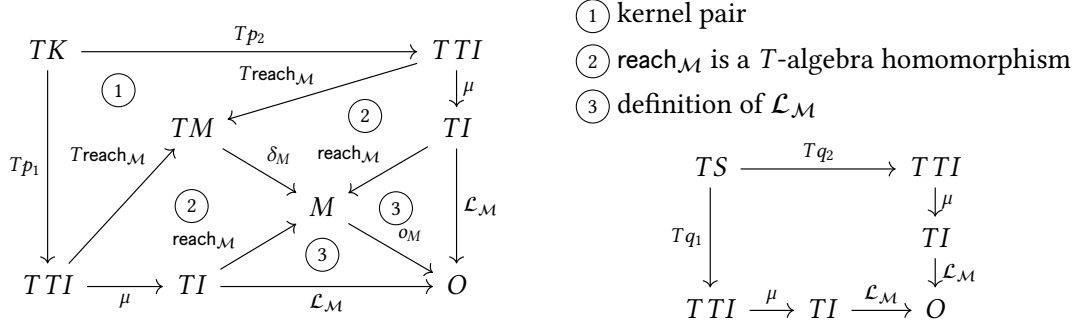 TK Tp₂ TTI
① Treach_ℳ μ
② TI
TM
Tp₁ Treach_ℳ δ_M reach_ℳ
② M ③ ℒ_ℳ
reach_ℳ ③ o_M
TTI μ TI ℒ_ℳ O
① kernel pair
② reach_ℳ is a T-algebra homomorphism
③ definition of ℒ_ℳ
TS Tq₂ TTI
μ
Tq₁ TI
ℒ_ℳ
TTI μ TI ℒ_ℳ O